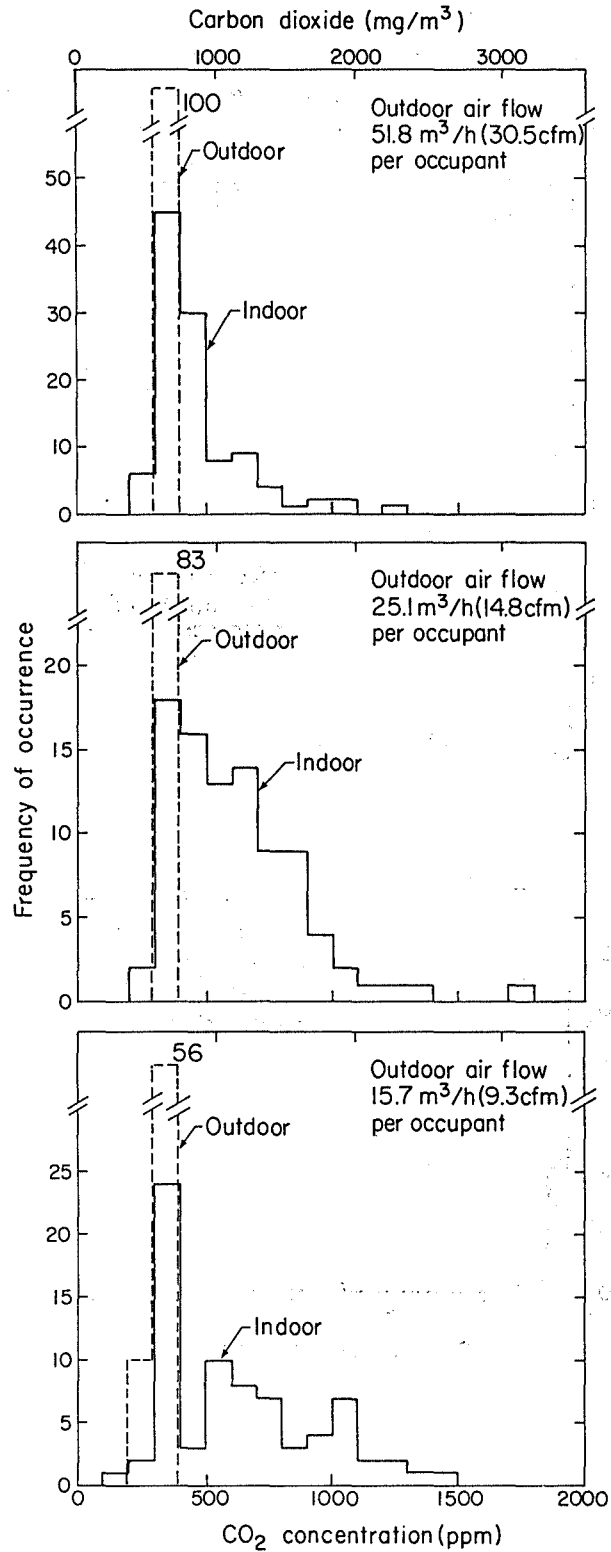 Carbon dioxide (mg/m³)
0 1000 2000 3000
100
Outdoor air flow
51.8 m³/h (30.5cfm)
per occupant
Outdoor
Indoor
50
40
30
20
10
0
83
Outdoor air flow
25.1 m³/h (14.8cfm)
per occupant
Outdoor
Indoor
20
15
10
5
0
Frequency of occurrence
56
Outdoor air flow
15.7 m³/h (9.3cfm)
per occupant
Outdoor
Indoor
25
20
15
10
5
0
0 500 1000 1500 2000
CO₂ concentration (ppm)